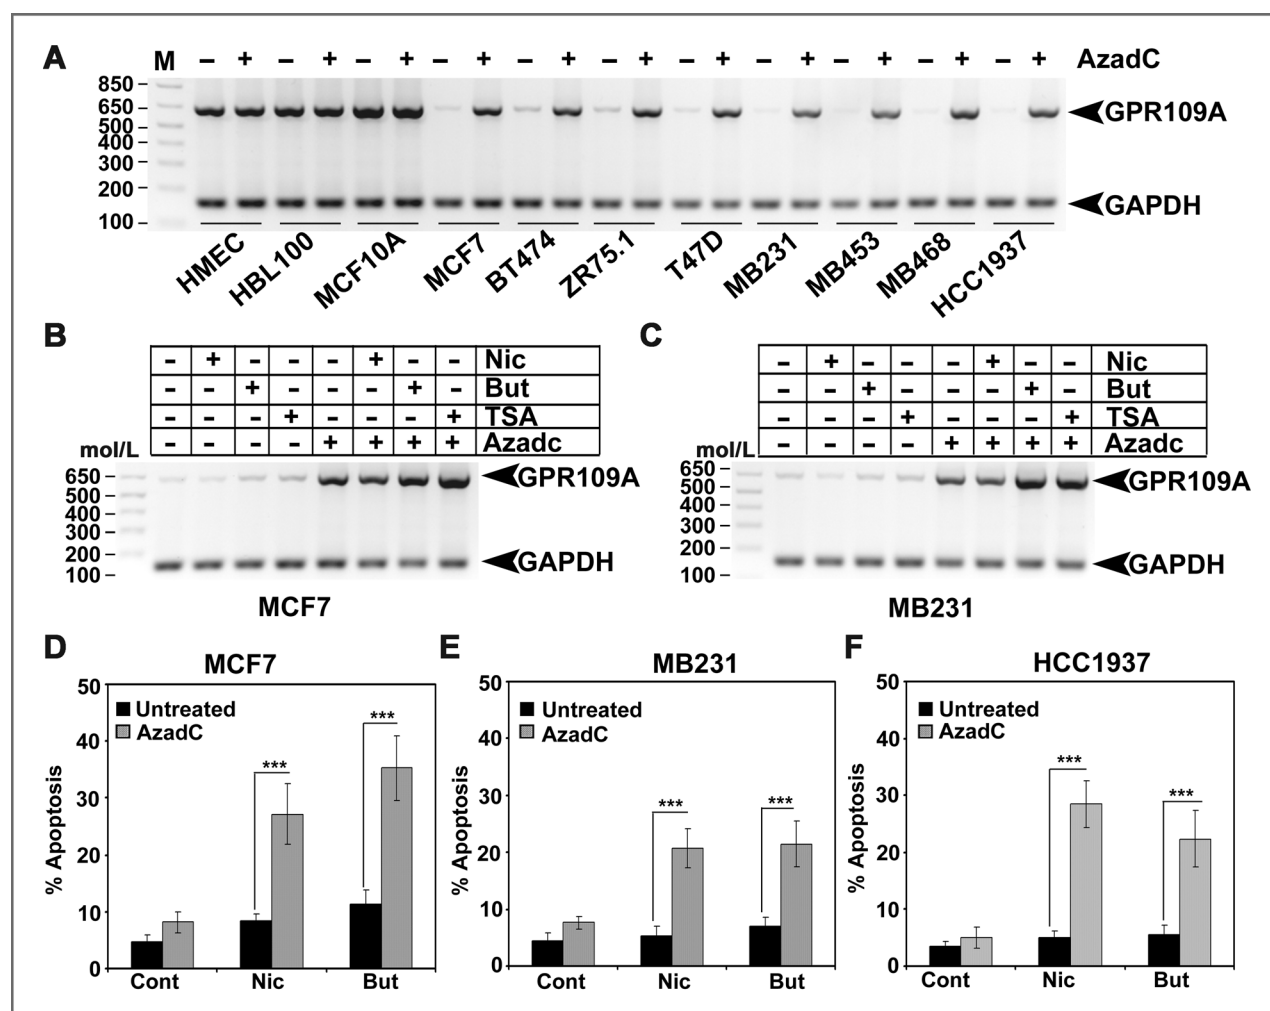 A M – + – + – + – + – + – + – + – + – + – + – + AzadC
850
650
500
400
300
200
100
GPR109A
GAPDH
HMEC HBL100 MCF10A MCF7 BT474 ZR75.1 T47D MB231 MB453 MB468 HCC1937
B
– + – – – + – – Nic
– – + – – – + – But
– – – + – – – + TSA
– – – – + + + + Azadc
mol/L
650
500
400
300
200
100
GPR109A
GAPDH
MCF7
C
– + – – – + – – Nic
– – + – – – + – But
– – – + – – – + TSA
– – – – + + + + Azadc
mol/L
650
500
400
300
200
100
GPR109A
GAPDH
MB231
D
MCF7
% Apoptosis
50
40
30
20
10
0
Untreated
AzadC
***
***
Cont Nic But
E
MB231
% Apoptosis
50
40
30
20
10
0
Untreated
AzadC
***
***
Cont Nic But
F
HCC1937
% Apoptosis
50
40
30
20
10
0
Untreated
AzadC
***
***
Cont Nic But